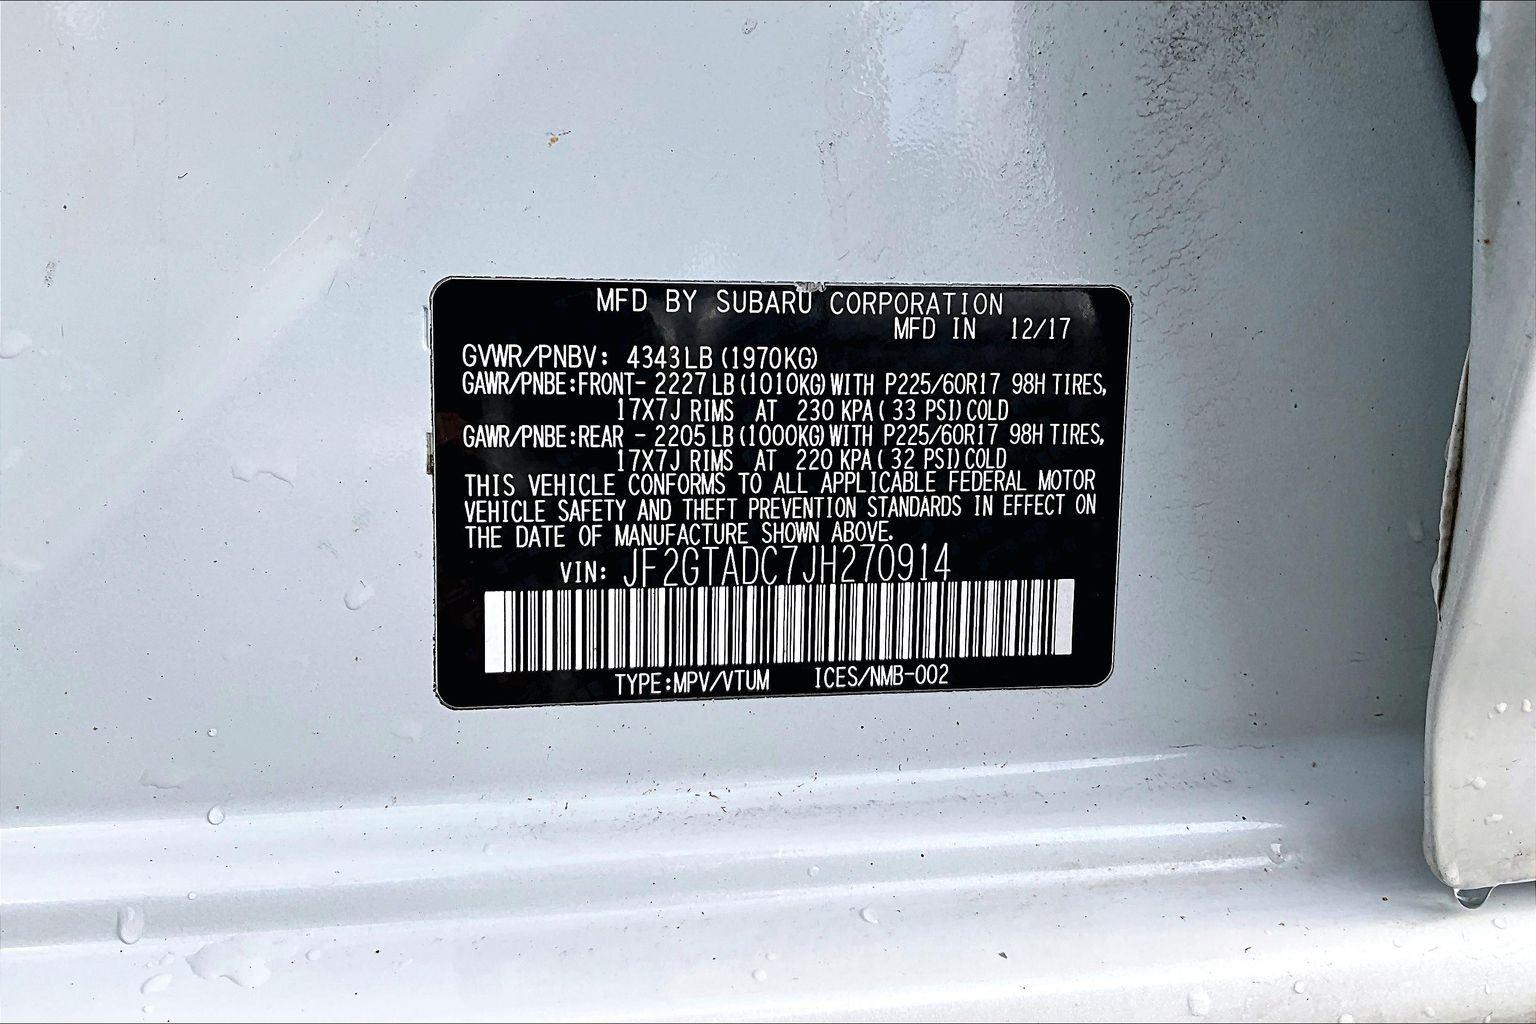 MFD BY SUBARU CORPORATION
MFD IN 12/17
GVWR/PNBV: 4343LB (1970KG)
GAWR/PNBE:FRONT- 2227LB (1010KG) WITH P225/60R17 98H TIRES,
17X7J RIMS AT 230 KPA( 33 PSI) COLD
GAWR/PNBE:REAR - 2205LB (1000KG) WITH P225/60R17 98H TIRES,
17X7J RIMS AT 220 KPA( 32 PSI) COLD
THIS VEHICLE CONFORMS TO ALL APPLICABLE FEDERAL MOTOR
VEHICLE SAFETY AND THEFT PREVENTION STANDARDS IN EFFECT ON
THE DATE OF MANUFACTURE SHOWN ABOVE.
VIN: JF2GTADC7JH270914
TYPE:MPV/VTUM ICES/NMB-002